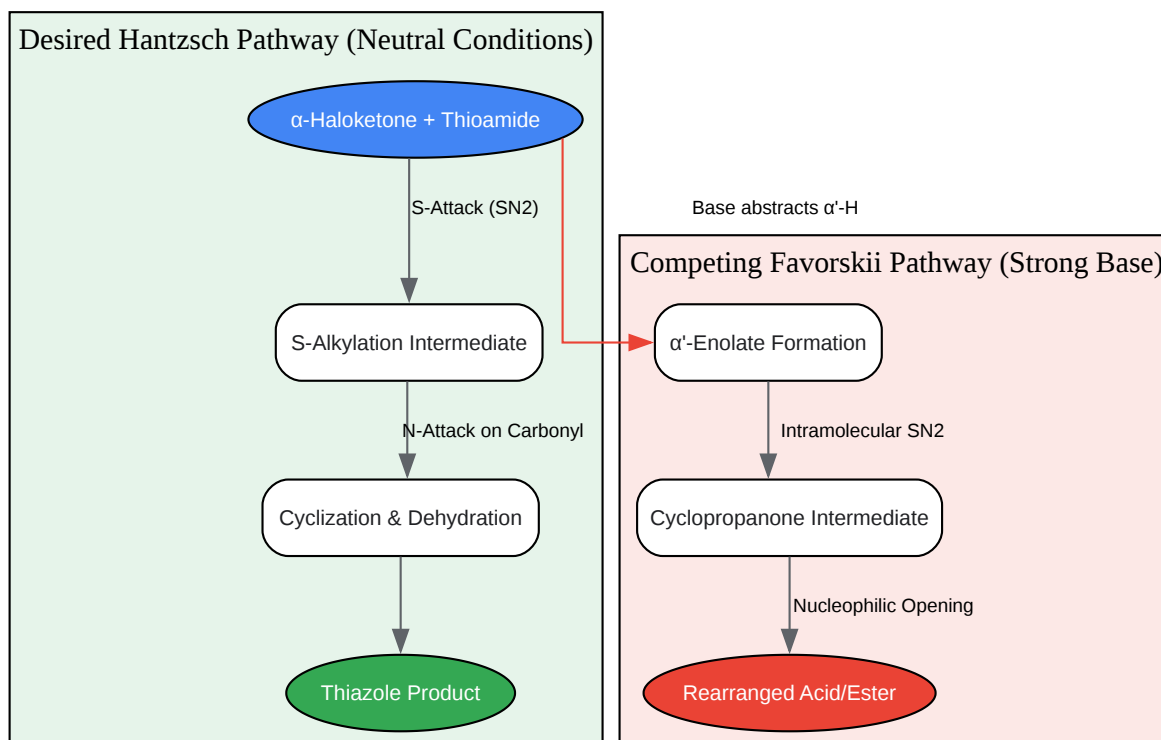 Desired Hantzsch Pathway (Neutral Conditions)
α-Haloketone + Thioamide
S-Attack (SN2)
S-Alkylation Intermediate
N-Attack on Carbonyl
Cyclization & Dehydration
Thiazole Product
Base abstracts α'-H
Competing Favorskii Pathway (Strong Base)
α'-Enolate Formation
Intramolecular SN2
Cyclopropanone Intermediate
Nucleophilic Opening
Rearranged Acid/Ester